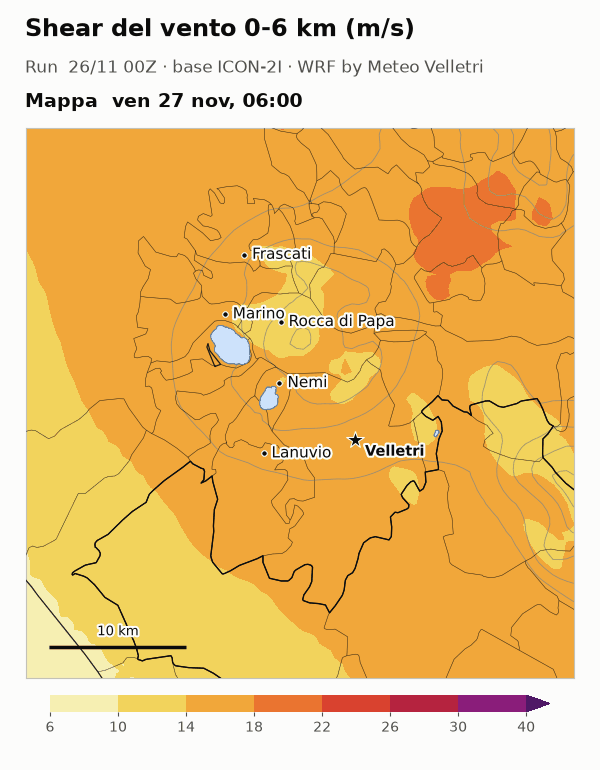 Shear del vento 0-6 km (m/s)
Run  26/11 00Z · base ICON-2I · WRF by Meteo Velletri
Mappa  ven 27 nov, 06:00
Frascati
Marino
Rocca di Papa
Nemi
Velletri
Lanuvio
10 km
6 10 14 18 22 26 30 40